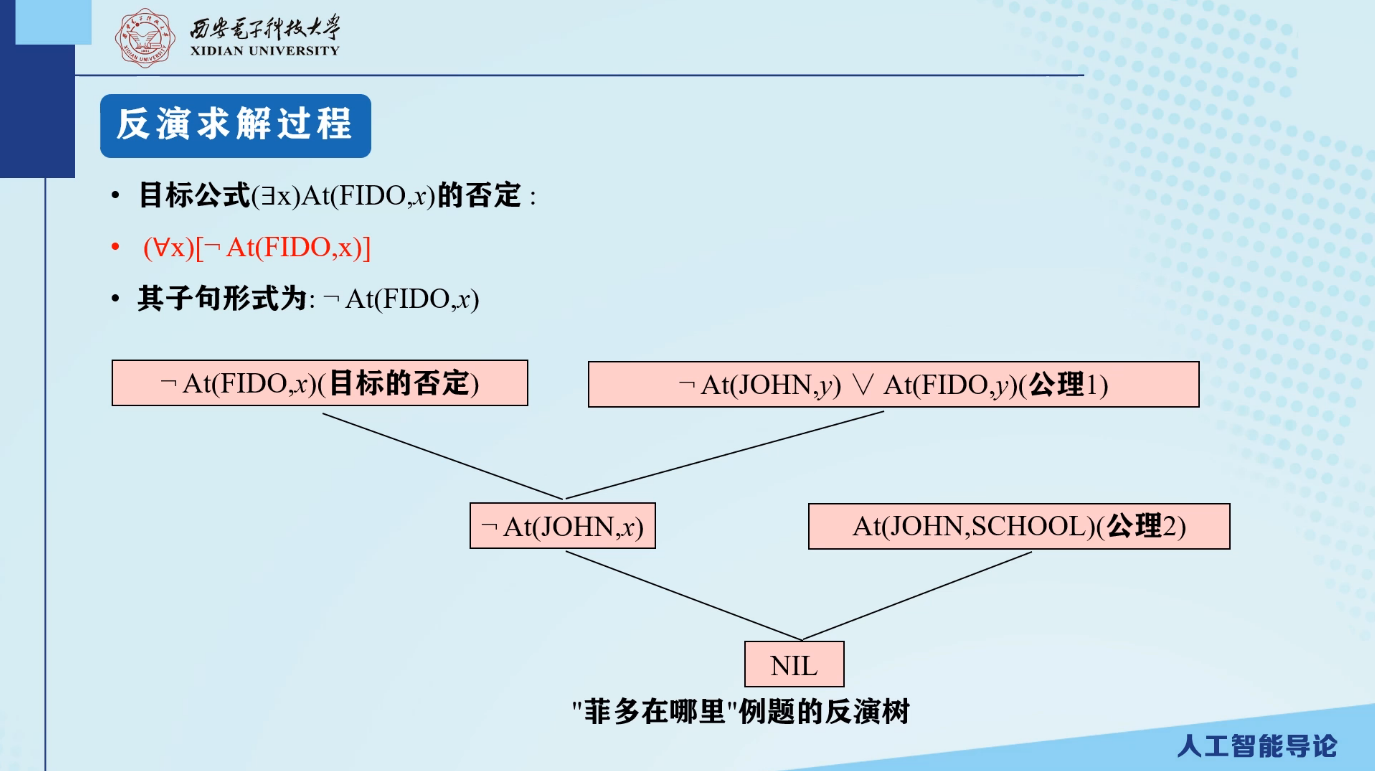 西安电子科技大学
XIDIAN UNIVERSITY
反演求解过程
• 目标公式(∃x)At(FIDO,x)的否定 :
• (∀x)[¬ At(FIDO,x)]
• 其子句形式为: ¬ At(FIDO,x)
¬ At(FIDO,x)(目标的否定)
¬ At(JOHN,y) ∨ At(FIDO,y)(公理1)
¬ At(JOHN,x)
At(JOHN,SCHOOL)(公理2)
NIL
"菲多在哪里"例题的反演树
人工智能导论